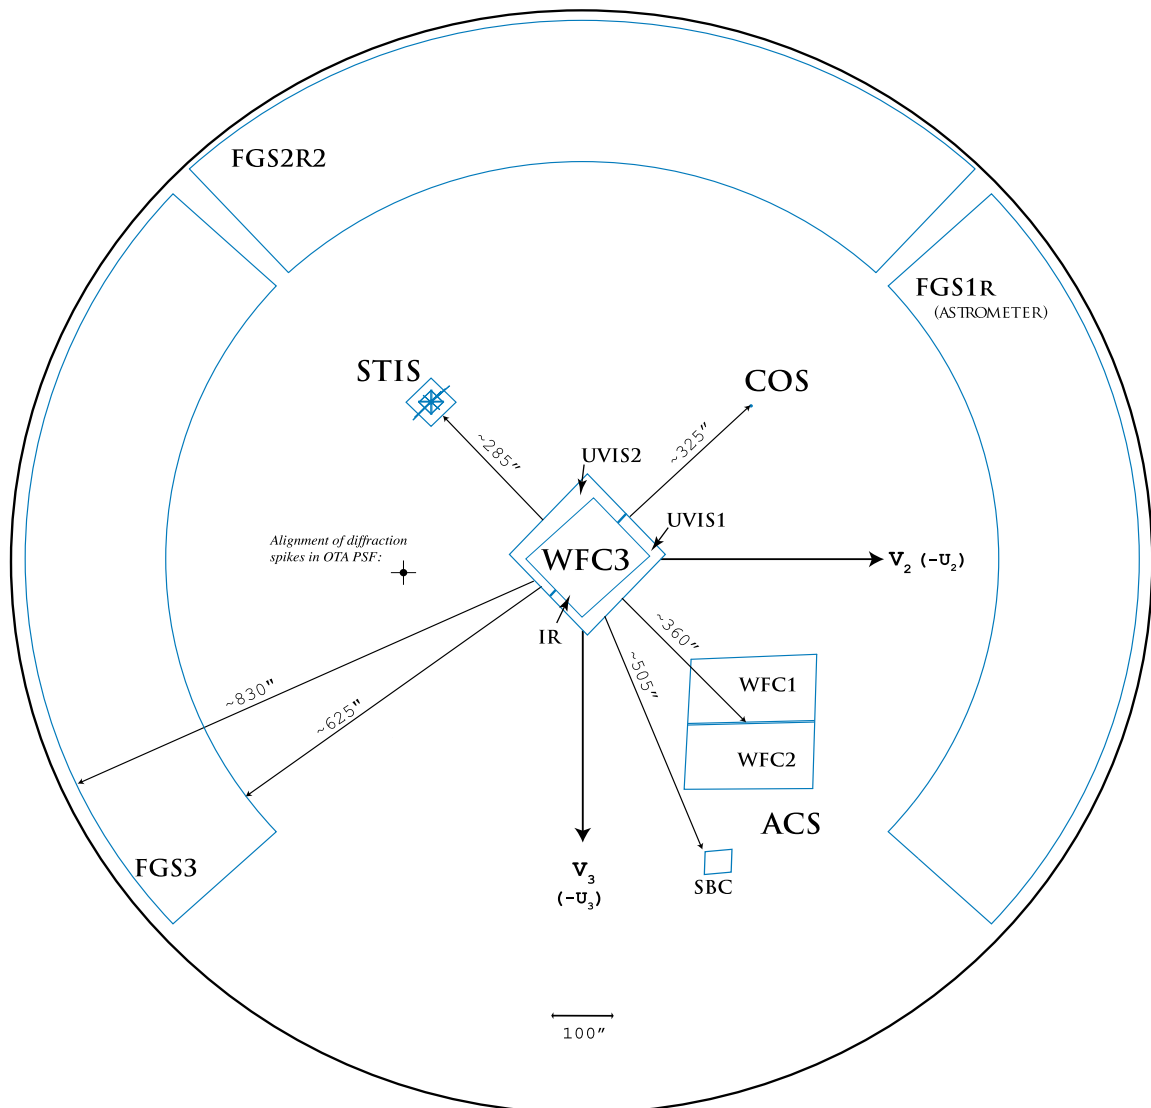 FGS2R2
FGS1R
(ASTROMETER)
STIS
COS
~285″
~325″
UVIS2
UVIS1
Alignment of diffraction
spikes in OTA PSF:
WFC3
V2 (-U2)
IR
~360″
~505″
~830"
~625"
WFC1
WFC2
ACS
FGS3
V3
(-U3)
SBC
100″